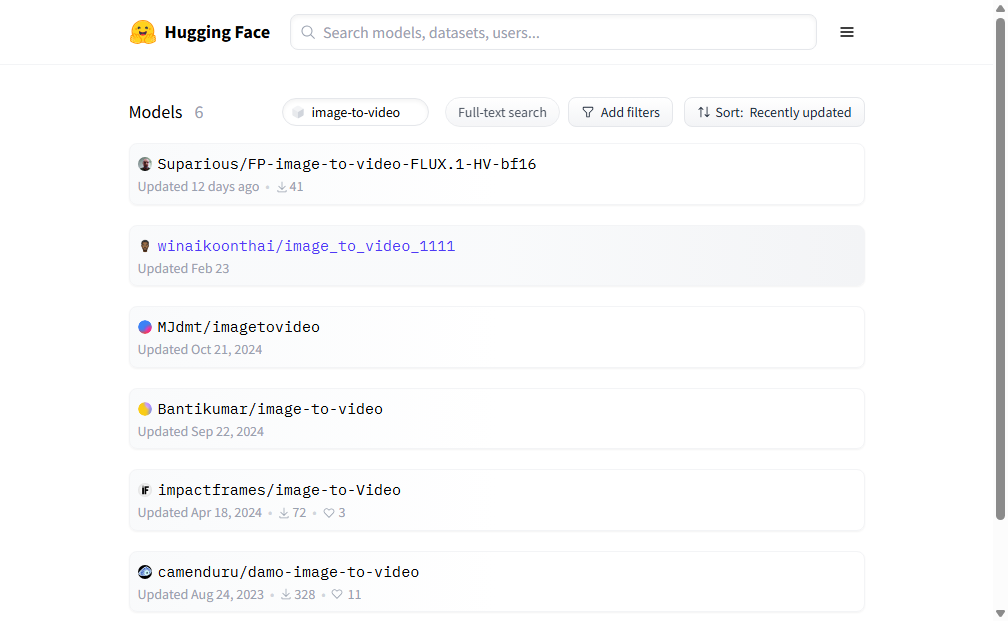 Hugging Face
Search models, datasets, users...
Models 6
image-to-video
Full-text search
Add filters
Sort: Recently updated
Suparious/FP-image-to-video-FLUX.1-HV-bf16
Updated 12 days ago • 41
winaikoonthai/image_to_video_1111
Updated Feb 23
MJdmt/imagetovideo
Updated Oct 21, 2024
Bantikumar/image-to-video
Updated Sep 22, 2024
IF impactframes/image-to-Video
Updated Apr 18, 2024 • 72 • 3
camenduru/damo-image-to-video
Updated Aug 24, 2023 • 328 • 11